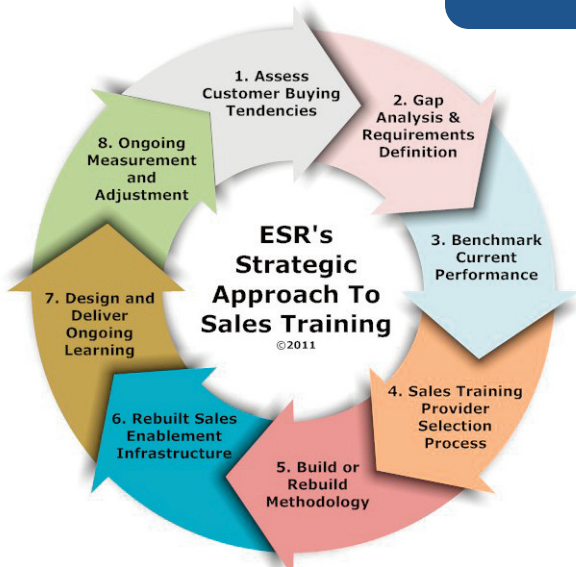 1. Assess
Customer Buying
Tendencies
2. Gap
Analysis &
Requirements
Definition
3. Benchmark
Current
Performance
4. Sales Training
Provider
Selection
Process
5. Build or
Rebuild
Methodology
6. Rebuilt Sales
Enablement
Infrastructure
7. Design and
Deliver
Ongoing
Learning
8. Ongoing
Measurement
and
Adjustment
ESR's
Strategic
Approach To
Sales Training
©2011